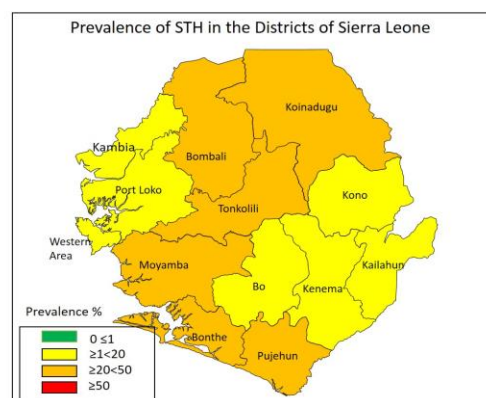 Prevalence of STH in the Districts of Sierra Leone
Koinadugu
Kambia
Bombali
Port Loko
Kono
Tonkolili
Western
Area
Moyamba
Kailahun
Bo
Kenema
Prevalence %
Bonthe
Pujehun
0 ≤1
≥1<20
≥20<50
≥50